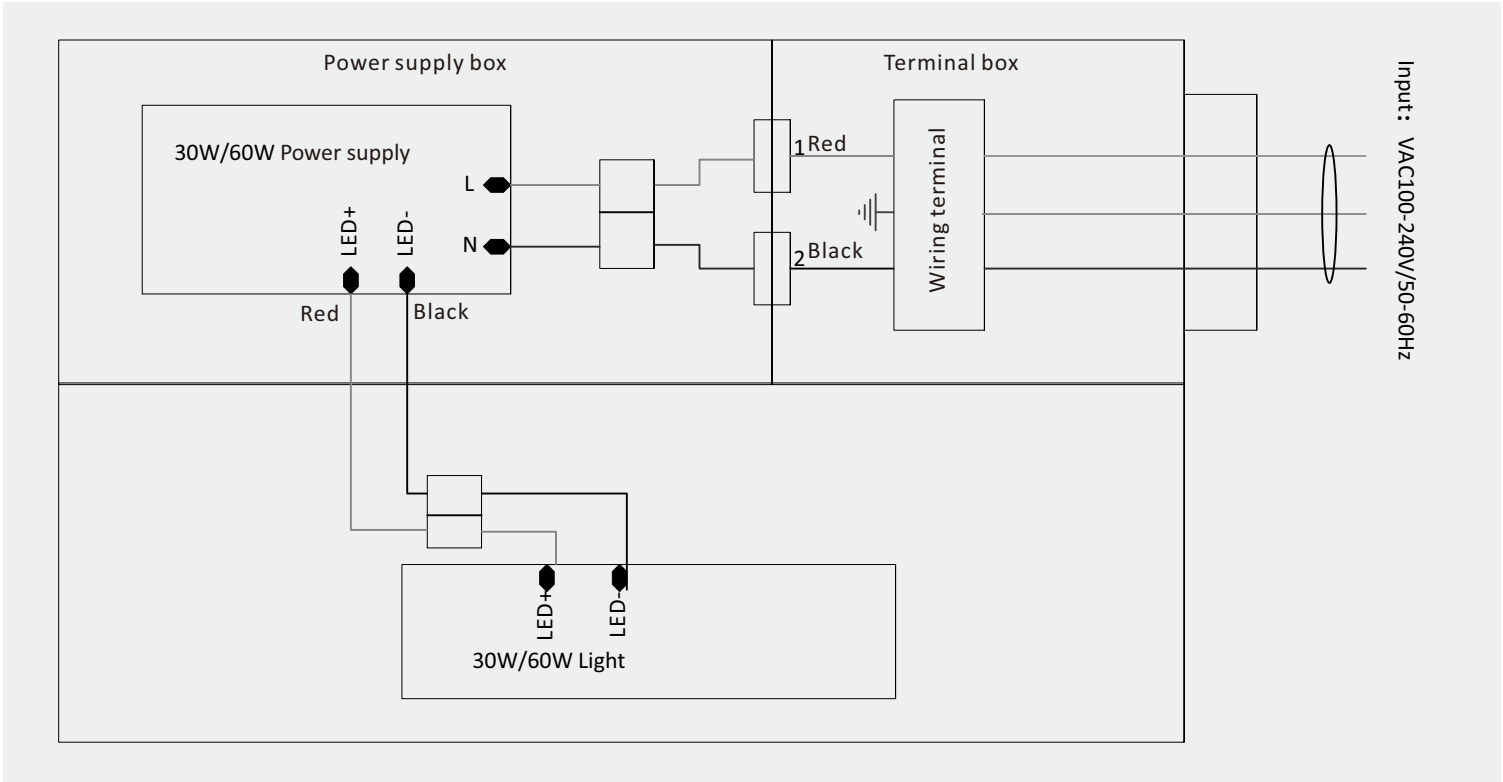 Power supply box
Terminal box
Input: VAC100-240V/50-60Hz
30W/60W Power supply
1 Red
L
Wiring terminal
LED+
LED-
N
2 Black
Red
Black
LED+
LED-
30W/60W Light